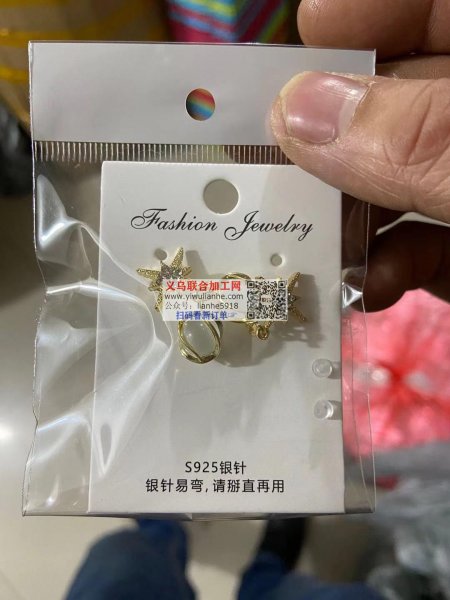 Fashion Jewelry
义乌联合加工网
www.yiwulianhe.com
公众号：lianhe5918
扫码看新订单
S925银针
银针易弯,请掰直再用